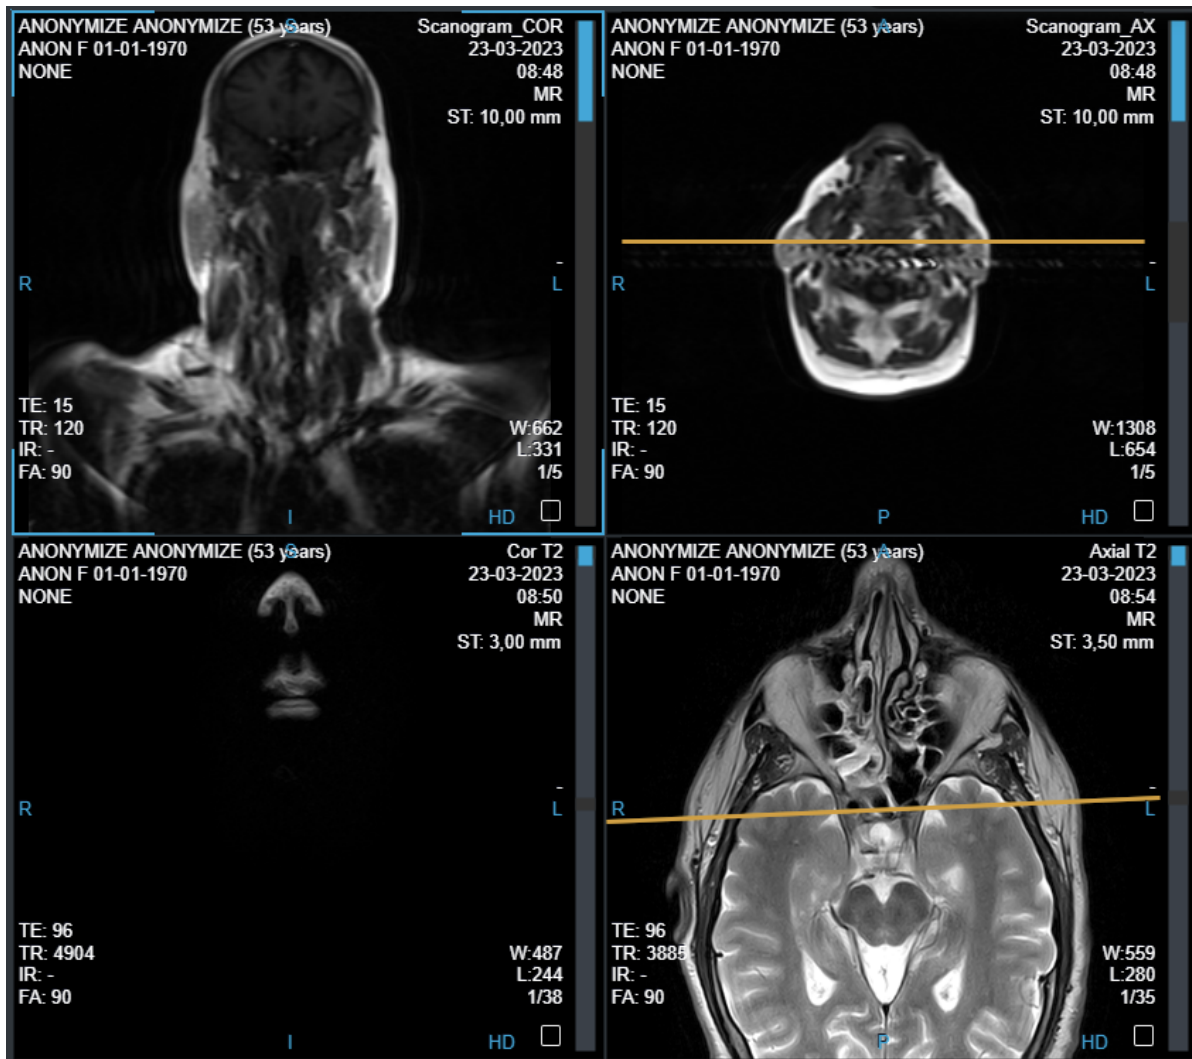 ANONYMIZE ANONYMIZE (53 years)
S
Scanogram_COR
ANON F 01-01-1970
23-03-2023
NONE
08:48
MR
ST: 10,00 mm
R
-
L
TE: 15
TR: 120
W:662
IR: -
L:331
FA: 90
1/5
I
HD
ANONYMIZE ANONYMIZE (53 years)
A
Scanogram_AX
ANON F 01-01-1970
23-03-2023
NONE
08:48
MR
ST: 10,00 mm
R
-
L
TE: 15
TR: 120
W:1308
IR: -
L:654
FA: 90
1/5
P
HD
ANONYMIZE ANONYMIZE (53 years)
S
Cor T2
ANON F 01-01-1970
23-03-2023
NONE
08:50
MR
ST: 3,00 mm
R
-
L
TE: 96
TR: 4904
W:487
IR: -
L:244
FA: 90
1/38
I
HD
ANONYMIZE ANONYMIZE (53 years)
A
Axial T2
ANON F 01-01-1970
23-03-2023
NONE
08:54
MR
ST: 3,50 mm
R
-
L
TE: 96
TR: 3885
W:559
IR: -
L:280
FA: 90
1/35
P
HD